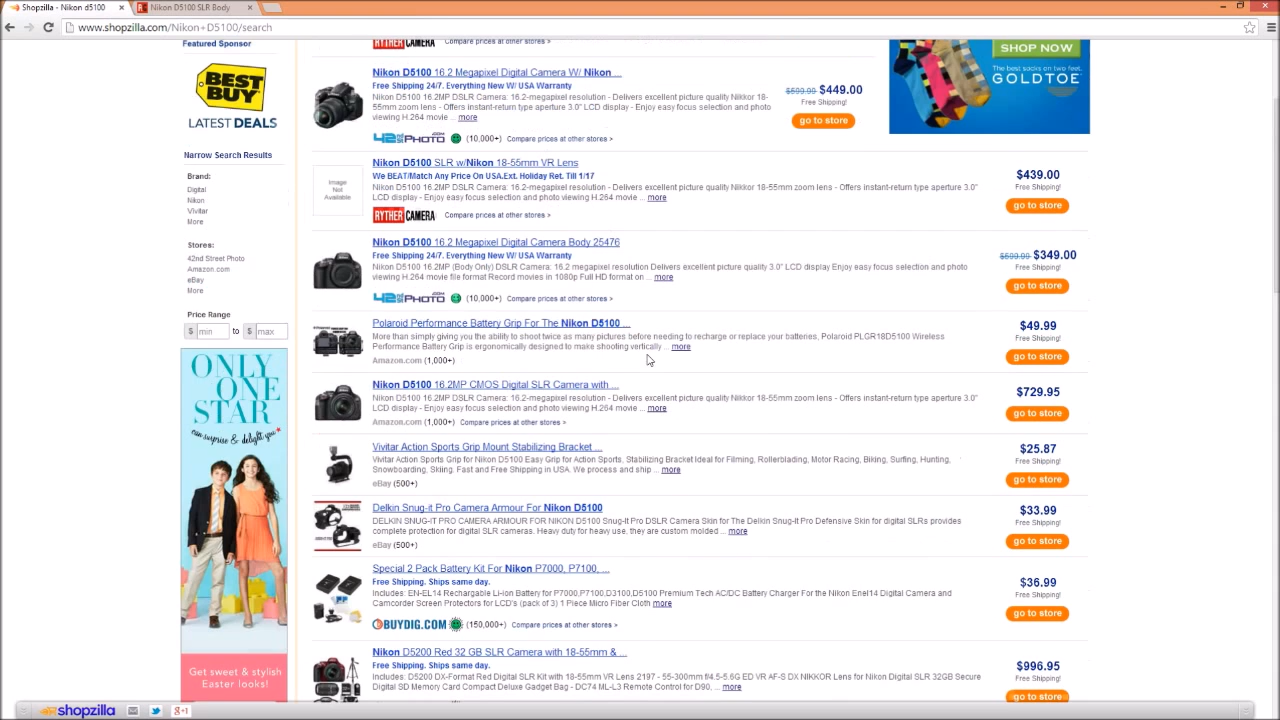 Shopzilla - Nikon d5100
Nikon D5100 SLR Body
www.shopzilla.com/Nikon+D5100/search
Featured Sponsor
BEST BUY
LATEST DEALS
Narrow Search Results
Brand:
Digital
Nikon
Vivitar
More
Stores:
42nd Street Photo
Amazon.com
eBay
More
Price Range
$ min to $ max
ONLY
ONE
STAR
can surprise & delight you*
Get sweet & stylish
Easter looks!
RYTHER CAMERA Compare prices at other stores >
Nikon D5100 16.2 Megapixel Digital Camera W/ Nikon ...
Free Shipping 24/7. Everything New W/ USA Warranty
Nikon D5100 16.2MP DSLR Camera: 16.2-megapixel resolution - Delivers excellent picture quality Nikkor 18-
55mm zoom lens - Offers instant-return type aperture 3.0" LCD display - Enjoy easy focus selection and photo
viewing H.264 movie ... more
42 PHOTO (10,000+) Compare prices at other stores >
$599.99 $449.00
Free Shipping!
go to store
SHOP NOW
The best socks on two feet.
GOLDTOE
Image
Not
Available
Nikon D5100 SLR w/Nikon 18-55mm VR Lens
We BEAT/Match Any Price On USA.Ext. Holiday Ret. Till 1/17
Nikon D5100 16.2MP DSLR Camera: 16.2-megapixel resolution - Delivers excellent picture quality Nikkor 18-55mm zoom lens - Offers instant-return type aperture 3.0"
LCD display - Enjoy easy focus selection and photo viewing H.264 movie ... more
RYTHER CAMERA Compare prices at other stores >
$439.00
Free Shipping!
go to store
Nikon D5100 16.2 Megapixel Digital Camera Body 25476
Free Shipping 24/7. Everything New W/ USA Warranty
Nikon D5100 16.2MP (Body Only) DSLR Camera: 16.2 megapixel resolution Delivers excellent picture quality 3.0" LCD display Enjoy easy focus selection and photo
viewing H.264 movie file format Record movies in 1080p Full HD format on ... more
42 PHOTO (10,000+) Compare prices at other stores >
$349.00
Free Shipping!
go to store
Polaroid Performance Battery Grip For The Nikon D5100 ...
More than simply giving you the ability to shoot twice as many pictures before needing to recharge or replace your batteries, Polaroid PLGR18D5100 Wireless
Performance Battery Grip is ergonomically designed to make shooting vertically ... more
Amazon.com (1,000+)
$49.99
Free Shipping!
go to store
Nikon D5100 16.2MP CMOS Digital SLR Camera with ...
Nikon D5100 16.2MP DSLR Camera: 16.2-megapixel resolution - Delivers excellent picture quality Nikkor 18-55mm zoom lens - Offers instant-return type aperture 3.0"
LCD display - Enjoy easy focus selection and photo viewing H.264 movie ... more
Amazon.com (1,000+) Compare prices at other stores >
$729.95
go to store
Vivitar Action Sports Grip Mount Stabilizing Bracket ...
Vivitar Action Sports Grip for Nikon D5100 Easy Grip for Action Sports, Stabilizing Bracket Ideal for Filming, Rollerblading, Motor Racing, Biking, Surfing, Hunting,
Snowboarding, Skiing. Fast and Free Shipping in USA. We process and ship ... more
eBay (500+)
$25.87
Free Shipping!
go to store
Delkin Snug-it Pro Camera Armour For Nikon D5100
DELKIN SNUG-IT PRO CAMERA ARMOUR FOR NIKON D5100 Snug-It Pro DSLR Camera Skin for The Delkin Snug-it Pro Defensive Skin for digital SLRs provides
complete protection for digital SLR cameras. Heavy duty for heavy use, they are custom molded... more
eBay (500+)
$33.99
Free Shipping!
go to store
Special 2 Pack Battery Kit For Nikon P7000, P7100, ...
Free Shipping. Ships same day.
Includes: EN-EL14 Rechargable Li-ion Battery for P7000,P7100,D3100,D5100 Premium Tech AC/DC Battery Charger For the Nikon Enel14 Digital Camera and
Camcorder Screen Protectors for LCD's (pack of 3) 1 Piece Micro Fiber Cloth more
BUYDIG.COM (150,000+) Compare prices at other stores >
$36.99
Free Shipping!
go to store
Nikon D5200 Red 32 GB SLR Camera with 18-55mm & ...
Free Shipping. Ships same day.
Includes: D5200 DX-Format Red Digital SLR Kit with 18-55mm VR Lens 2197 - 55-300mm f/4.5-5.6G ED VR AF-S DX NIKKOR Lens for Nikon Digital SLR 32GB Secure
Digital SD Memory Card Compact Deluxe Gadget Bag - DC74 ML-L3 Remote Control for D90, ... more
$996.95
Free Shipping!
go to store
shopzilla
+1